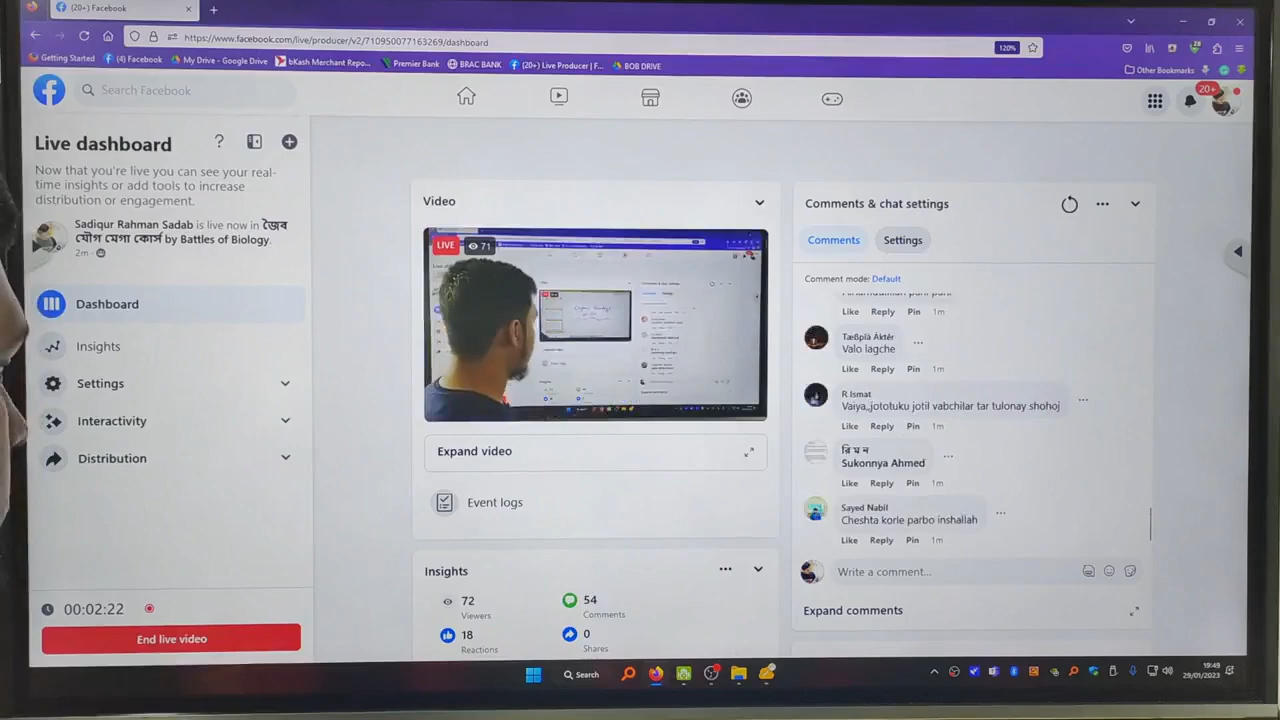 (20+) Facebook
https://www.facebook.com/live/producer/v2/710950077163269/dashboard
120%
Getting Started
(4) Facebook
My Drive - Google Drive
bKash Merchant Repo...
Premier Bank
BRAC BANK
(20+) Live Producer | F...
BOB DRIVE
Other Bookmarks
Search Facebook
20+
Live dashboard
Now that you're live you can see your real-
time insights or add tools to increase
distribution or engagement.
Sadiqur Rahman Sadab is live now in জৈব
যৌগ মেগা কোর্স by Battles of Biology.
2m
Dashboard
Insights
Settings
Interactivity
Distribution
00:02:22
End live video
Video
LIVE
71
Expand video
Event logs
Insights
72
Viewers
54
Comments
18
Reactions
0
Shares
Comments & chat settings
Comments
Settings
Comment mode: Default
Like Reply Pin 1m
Tæßpìà Áktér
Valo lagche
Like Reply Pin 1m
R Ismat
Vaiya,,jototuku jotil vabchilar tar tulonay shohoj
Like Reply Pin 1m
রি ম ন
Sukonnya Ahmed
Like Reply Pin 1m
Sayed Nabil
Cheshta korle parbo inshallah
Like Reply Pin 1m
Write a comment...
Expand comments
Search
19:49
29/01/2023